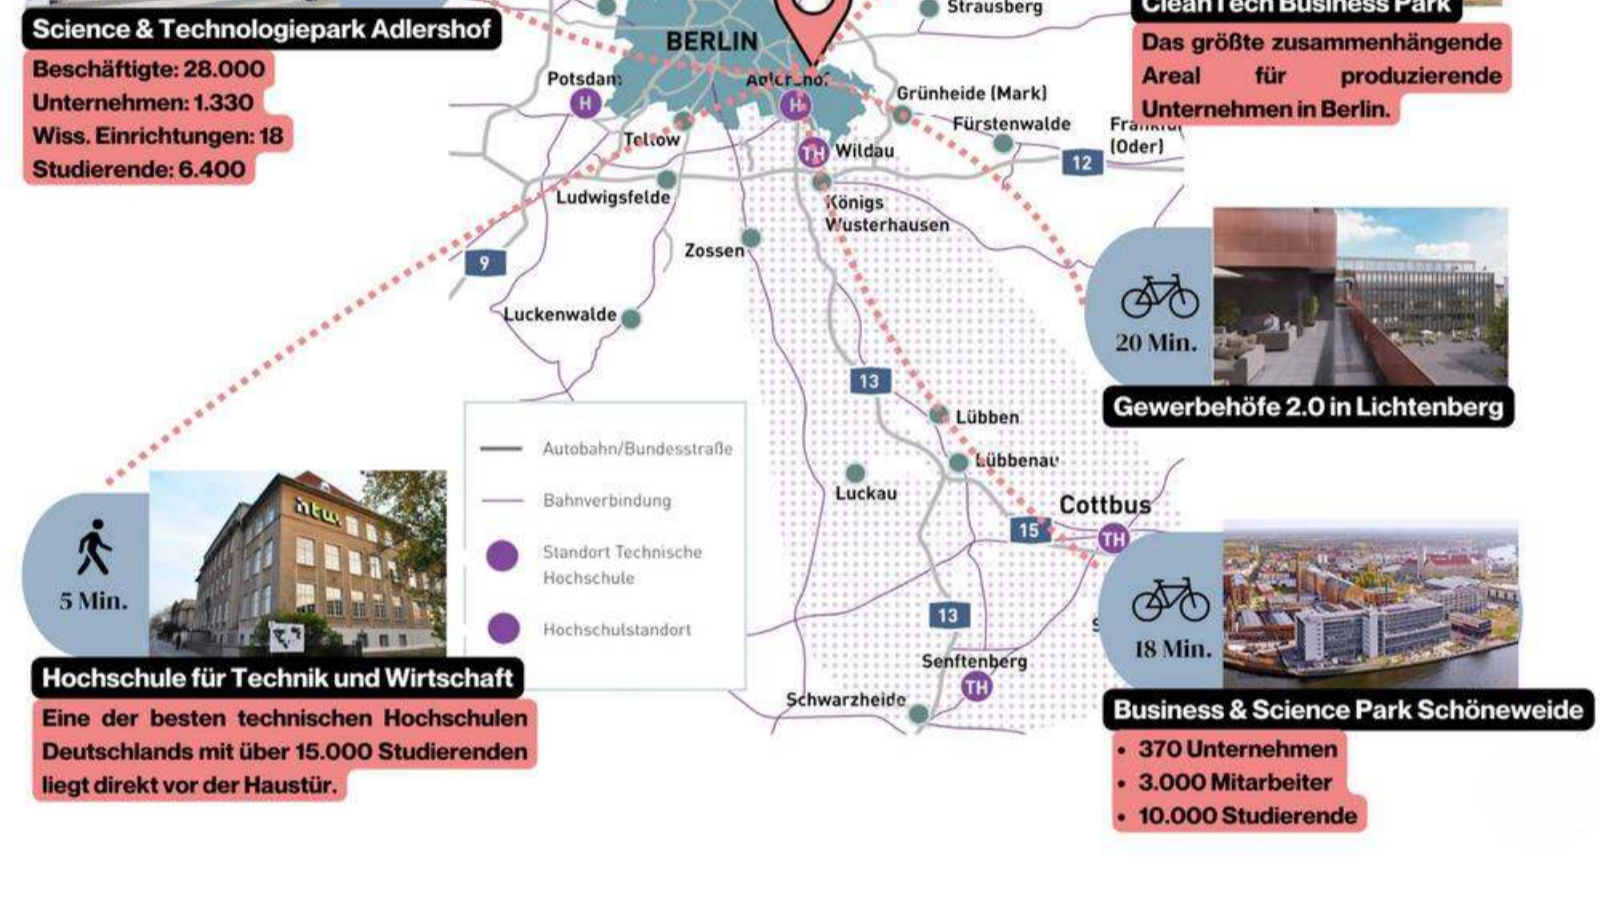 Science & Technologiepark Adlershof
Beschäftigte: 28.000
Unternehmen: 1.330
Wiss. Einrichtungen: 18
Studierende: 6.400
CleanTech Business Park
Das größte zusammenhängende
Areal für produzierende
Unternehmen in Berlin.
Strausberg
BERLIN
Potsdam
H
Adlershof
H
Grünheide (Mark)
Fürstenwalde
Frankfur
(Oder)
12
Teltow
TH Wildau
Ludwigsfelde
Königs
Wusterhausen
Zossen
9
Luckenwalde
13
20 Min.
Gewerbehöfe 2.0 in Lichtenberg
Lübben
Lübbenau
Luckau
Cottbus
15
TH
13
Senftenberg
TH
Schwarzheide
S
Autobahn/Bundesstraße
Bahnverbindung
Standort Technische
Hochschule
Hochschulstandort
htw.
5 Min.
Hochschule für Technik und Wirtschaft
Eine der besten technischen Hochschulen
Deutschlands mit über 15.000 Studierenden
liegt direkt vor der Haustür.
18 Min.
Business & Science Park Schöneweide
• 370 Unternehmen
• 3.000 Mitarbeiter
• 10.000 Studierende